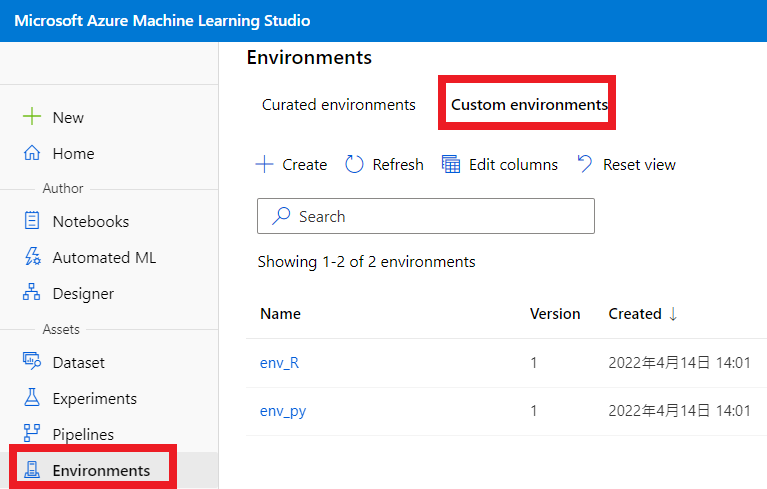 Microsoft Azure Machine Learning Studio
New
Home
Author
Notebooks
Automated ML
Designer
Assets
Dataset
Experiments
Pipelines
Environments
Environments
Curated environments Custom environments
Create Refresh Edit columns Reset view
Search
Showing 1-2 of 2 environments
Name Version Created ↓
env_R 1 2022年4月14日 14:01
env_py 1 2022年4月14日 14:01